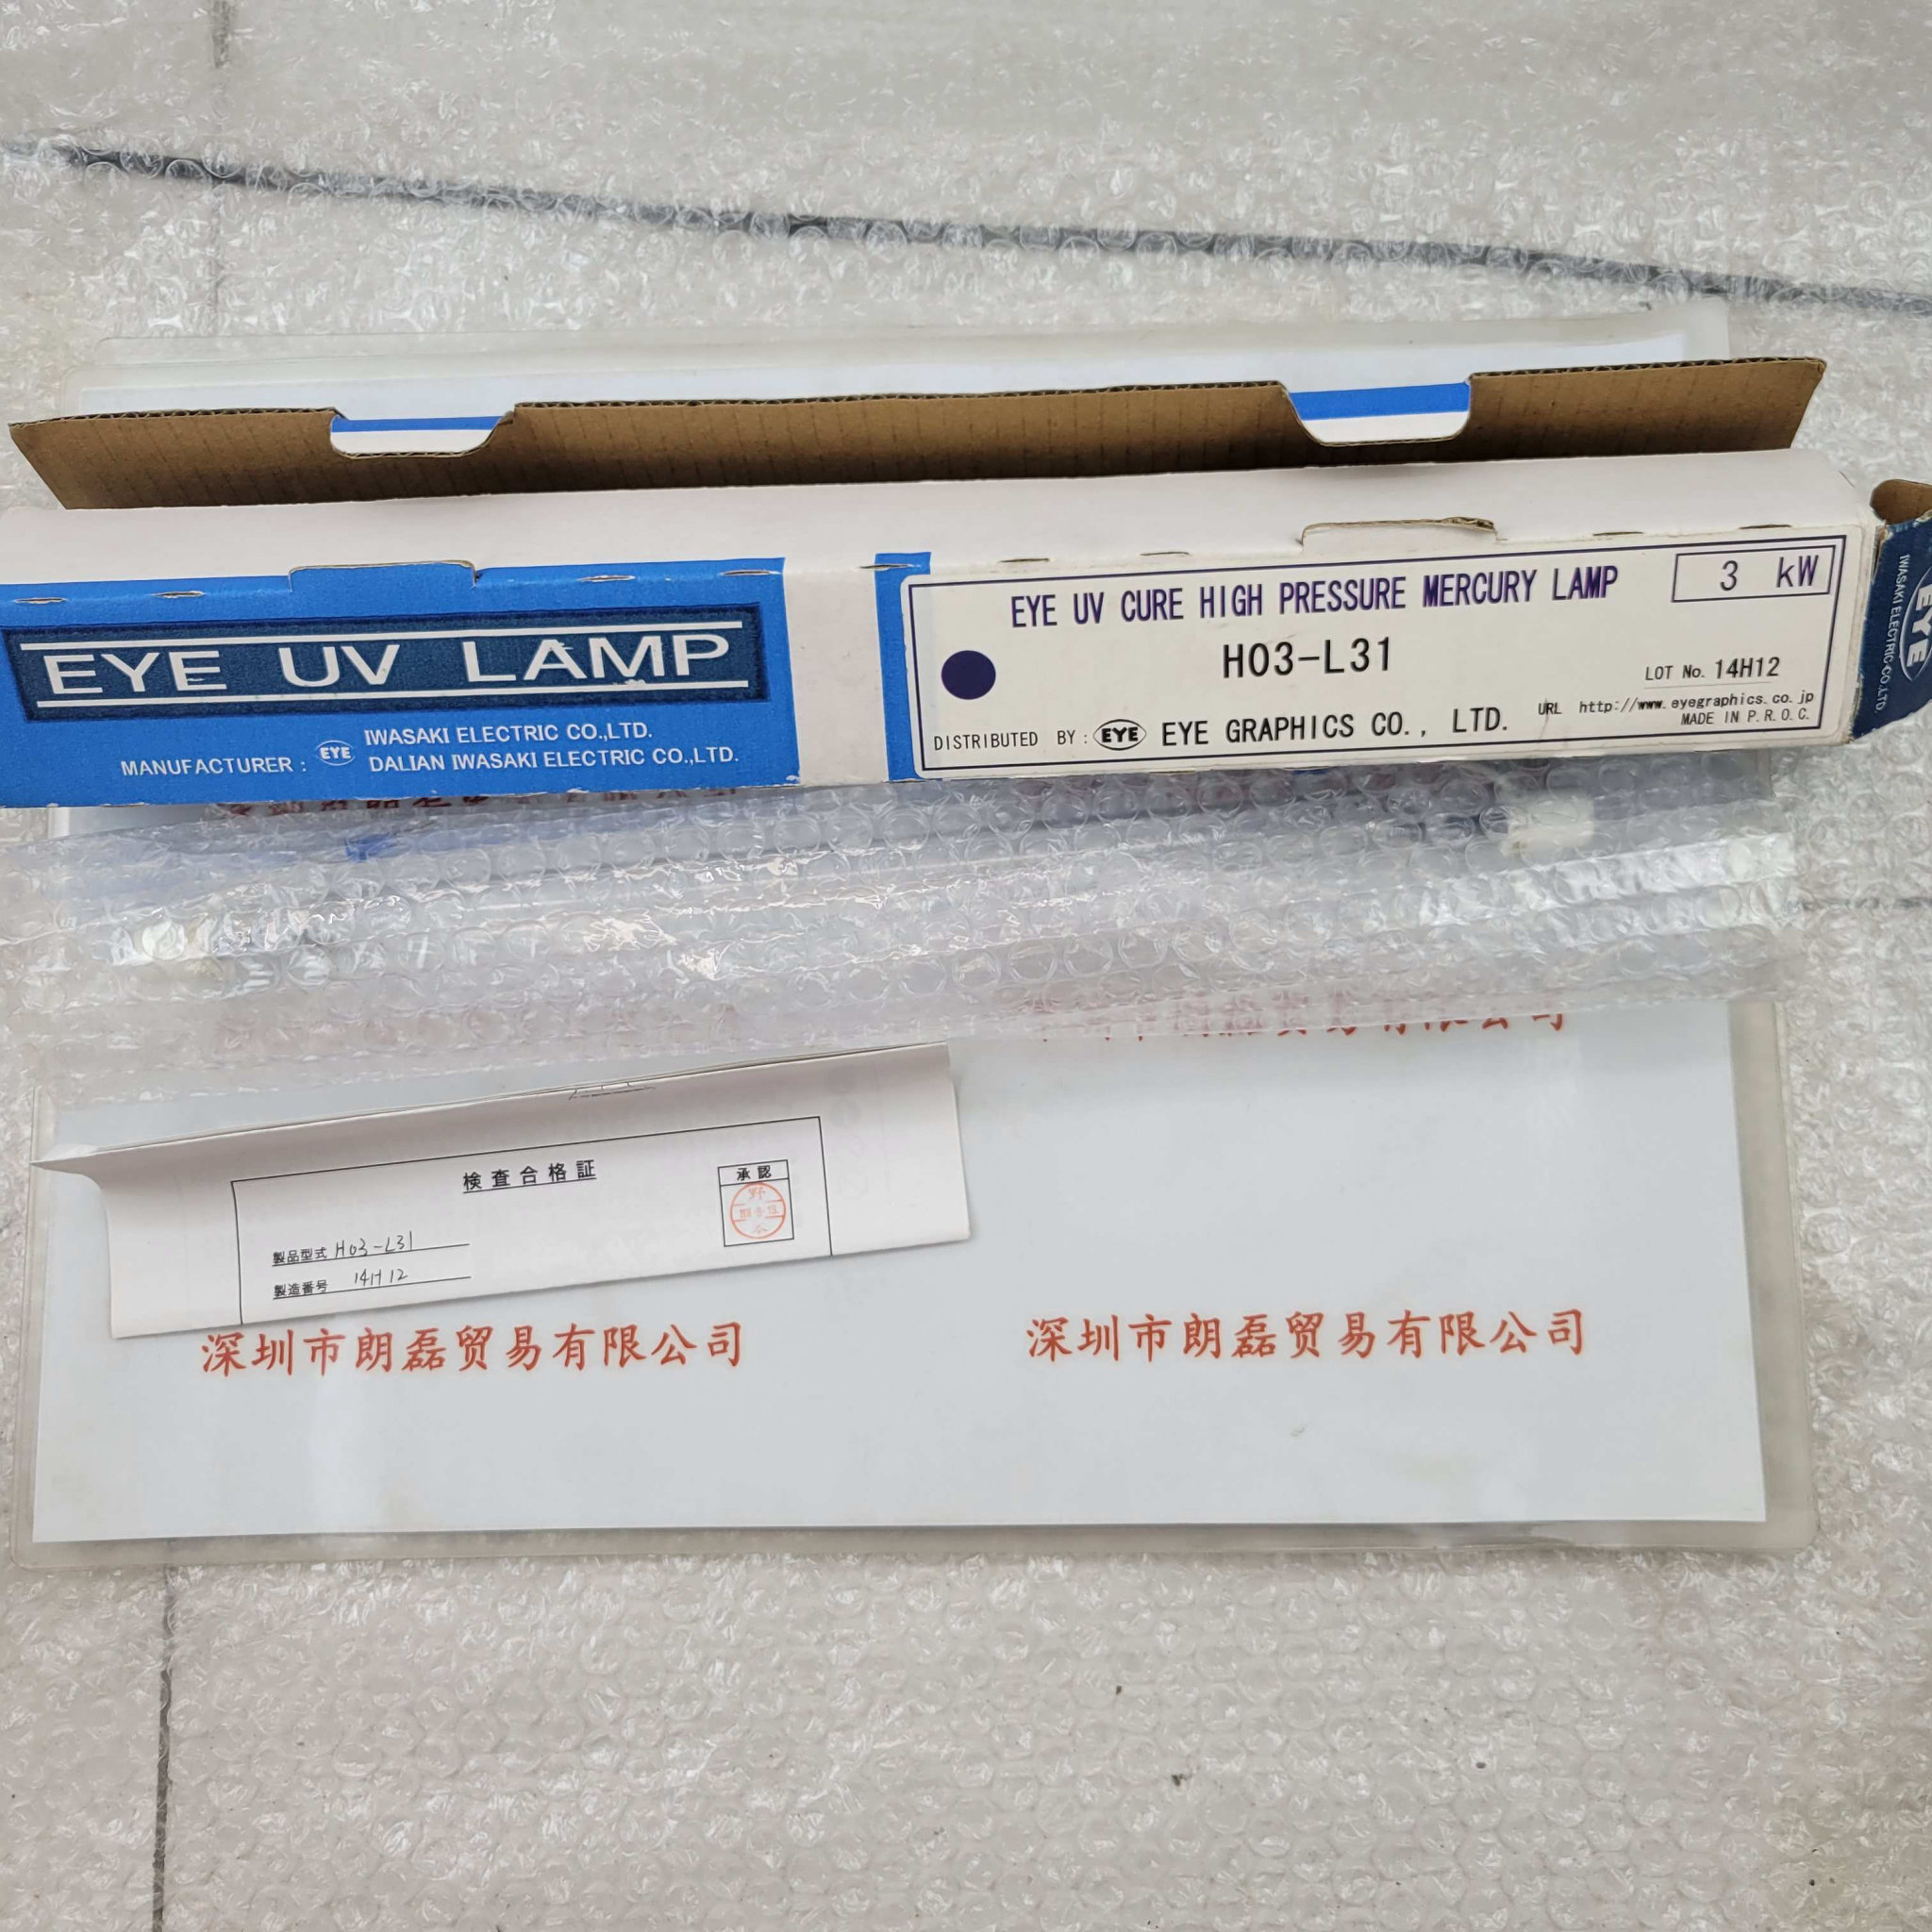 EYE UV LAMP
MANUFACTURER : EYE IWASAKI ELECTRIC CO.,LTD.
DALIAN IWASAKI ELECTRIC CO.,LTD.
EYE UV CURE HIGH PRESSURE MERCURY LAMP
3 kW
H03-L31
LOT No. 14H12
URL http://www.eyegraphics.co.jp
DISTRIBUTED BY : EYE EYE GRAPHICS CO., LTD.
MADE IN P.R.O.C.
EYE
IWASAKI ELECTRIC CO.,LTD.
検査合格証
承認
野
製品型式 H03-L31
製造番号 14H12
深圳市朗磊贸易有限公司
深圳市朗磊贸易有限公司